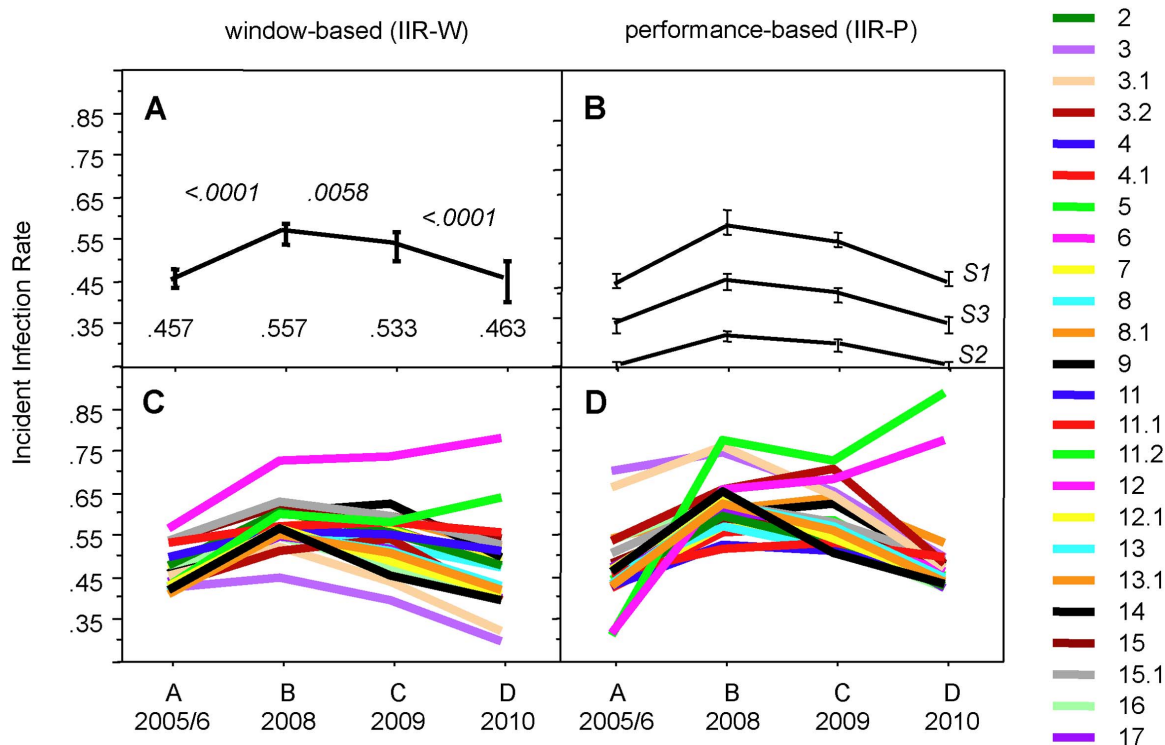 window-based (IIR-W)
performance-based (IIR-P)
Incident Infection Rate
A
.85
.75
.65
.55
.45
.35
<.0001
.0058
<.0001
.457
.557
.533
.463
B
S1
S3
S2
C
.85
.75
.65
.55
.45
.35
D
A
B
C
D
2005/6
2008
2009
2010
A
B
C
D
2005/6
2008
2009
2010
2
3
3.1
3.2
4
4.1
5
6
7
8
8.1
9
11
11.1
11.2
12
12.1
13
13.1
14
15
15.1
16
17